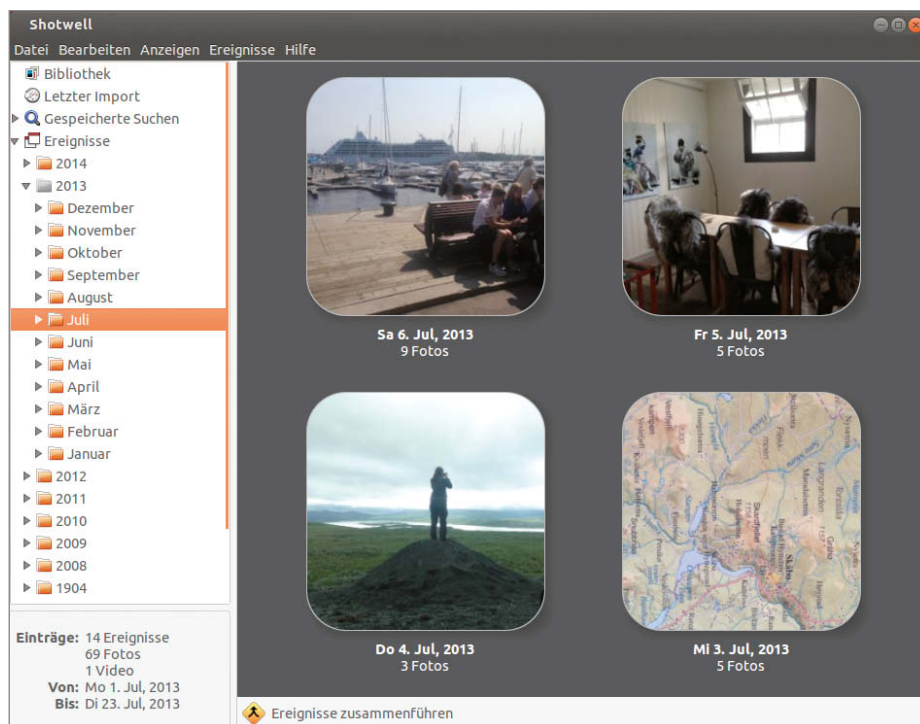 Shotwell
Datei Bearbeiten Anzeigen Ereignisse Hilfe
Bibliothek
Letzter Import
Gespeicherte Suchen
Ereignisse
2014
2013
Dezember
November
Oktober
September
August
Juli
Juni
Mai
April
März
Februar
Januar
2012
2011
2010
2009
2008
1904
Einträge: 14 Ereignisse
69 Fotos
1 Video
Von: Mo 1. Jul, 2013
Bis: Di 23. Jul, 2013
Sa 6. Jul, 2013
9 Fotos
Fr 5. Jul, 2013
5 Fotos
Do 4. Jul, 2013
3 Fotos
Skåbu
Mi 3. Jul, 2013
5 Fotos
Ereignisse zusammenführen